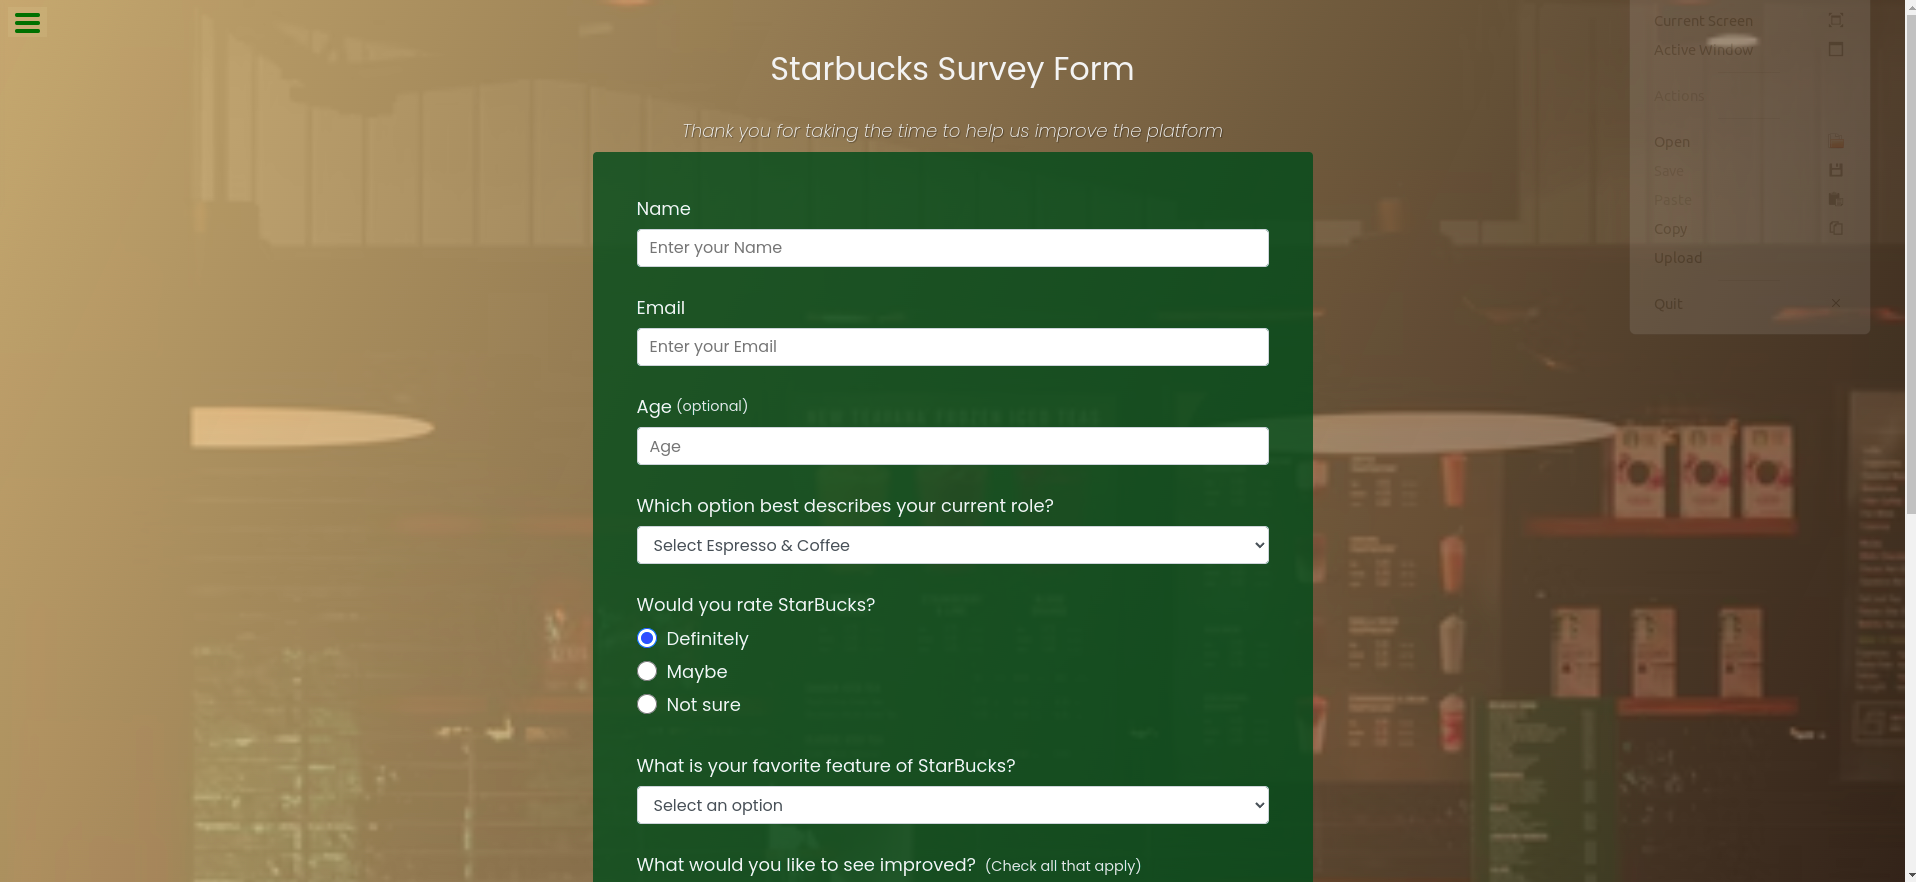 Starbucks Survey Form
Thank you for taking the time to help us improve the platform
Name
Enter your Name
Email
Enter your Email
Age (optional)
Age
Which option best describes your current role?
Select Espresso & Coffee
Would you rate StarBucks?
Definitely
Maybe
Not sure
What is your favorite feature of StarBucks?
Select an option
What would you like to see improved? (Check all that apply)
Current Screen
Active Window
Actions
Open
Save
Paste
Copy
Upload
Quit